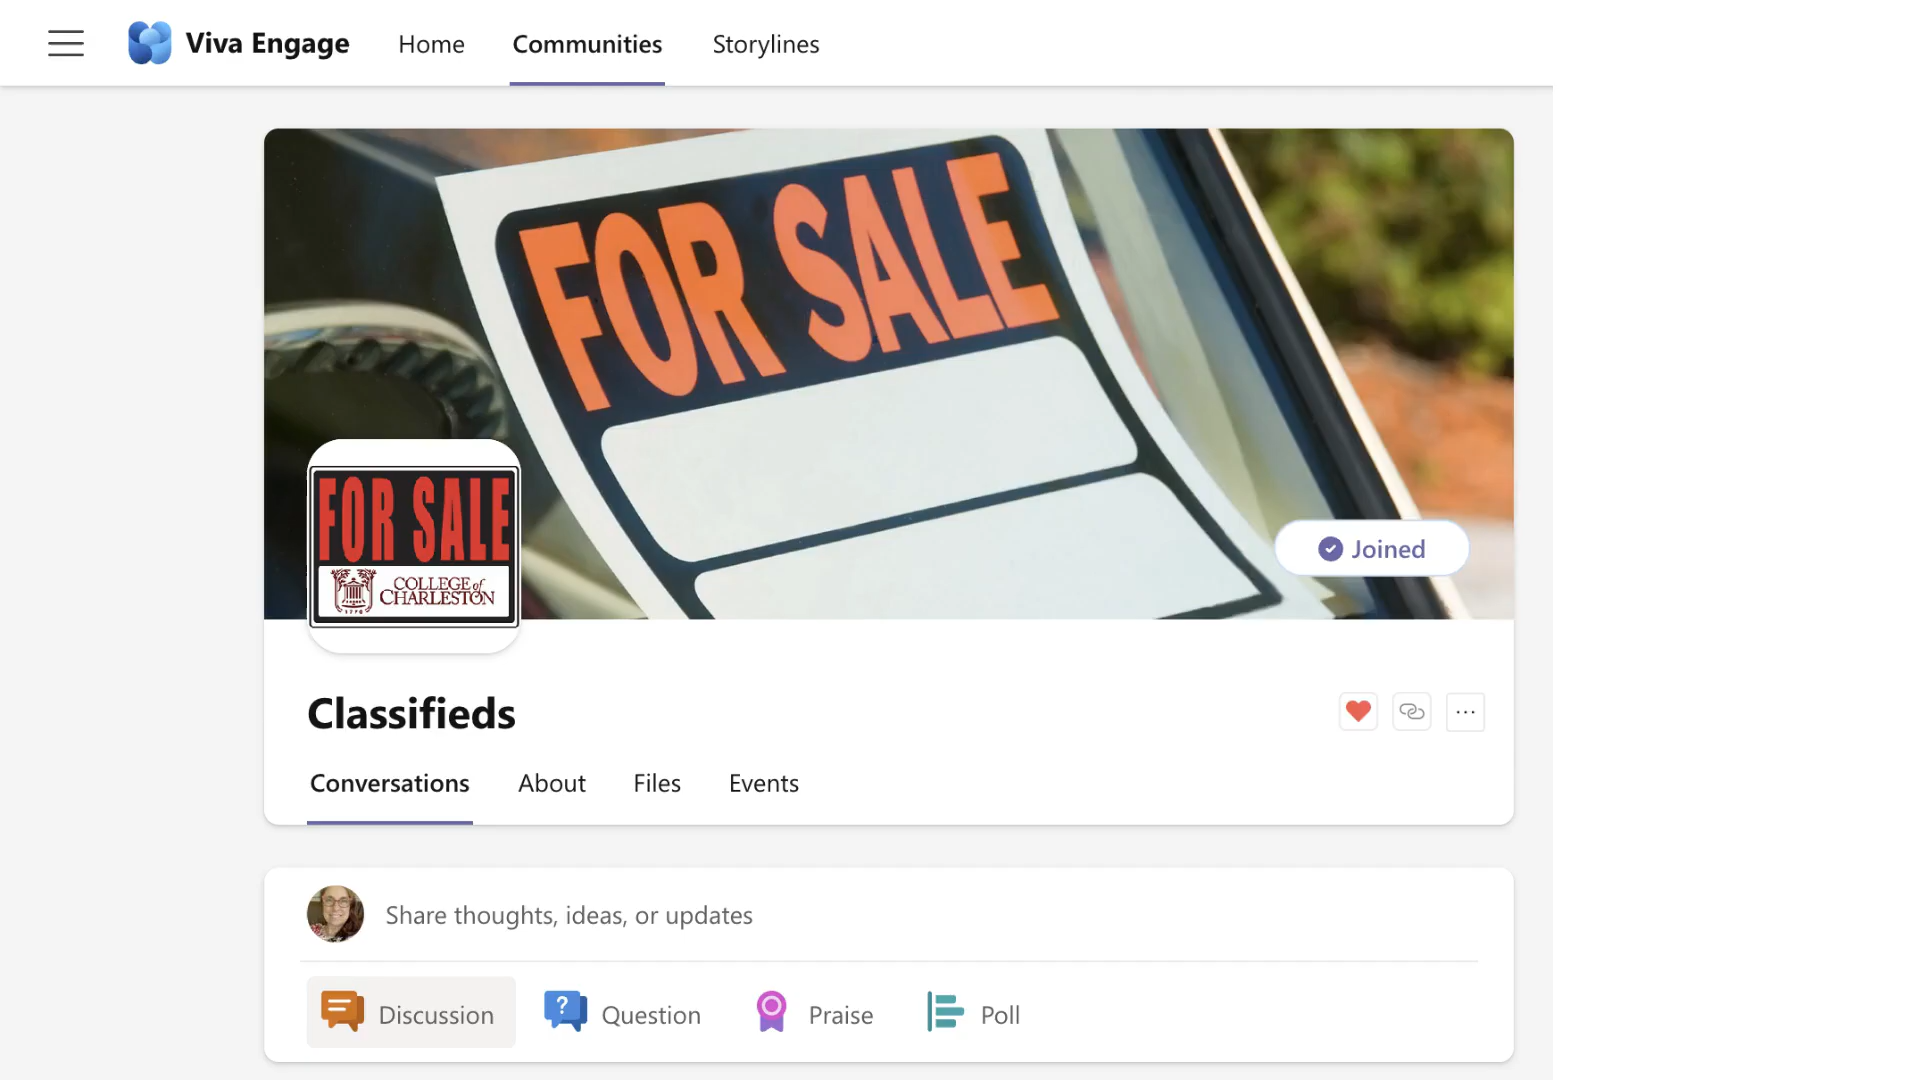 Viva Engage Home Communities Storylines
FOR SALE
FOR SALE
COLLEGE of
CHARLESTON
1770
Joined
Classifieds
Conversations About Files Events
Share thoughts, ideas, or updates
Discussion Question Praise Poll